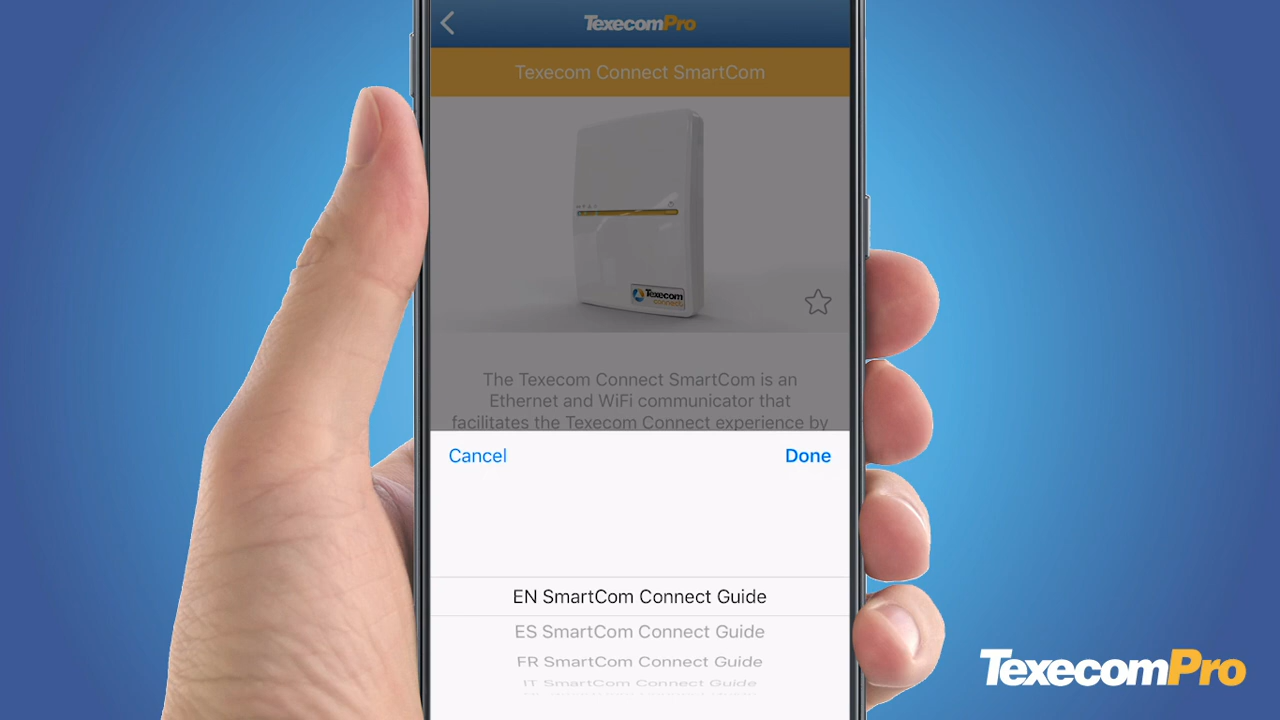 TexecomPro
Texecom Connect SmartCom
Texecom
connect
The Texecom Connect SmartCom is an
Ethernet and WiFi communicator that
facilitates the Texecom Connect experience by
Cancel
Done
EN SmartCom Connect Guide
ES SmartCom Connect Guide
FR SmartCom Connect Guide
IT SmartCom Connect Guide
TexecomPro